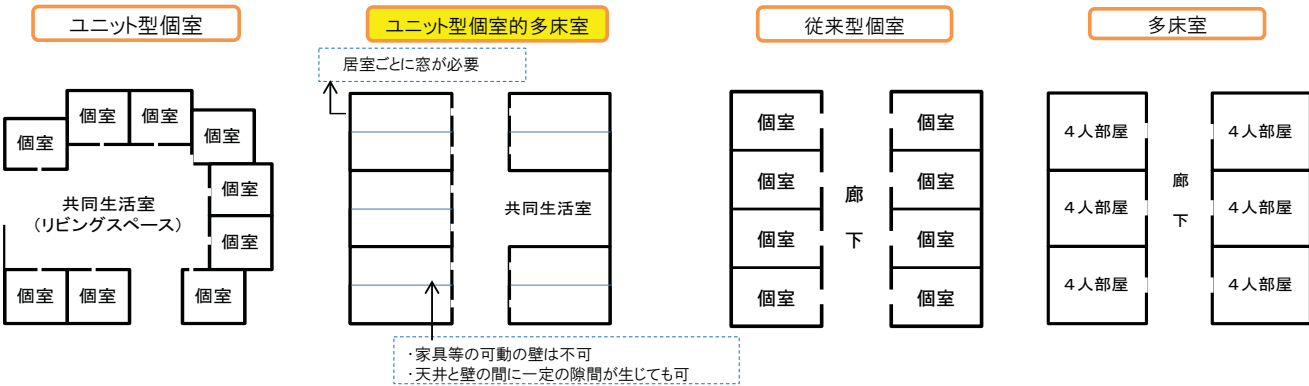 ユニット型個室
ユニット型個室的多床室
従来型個室
多床室
居室ごとに窓が必要
個室
個室
個室
個室
個室
個室
個室
個室
個室
共同生活室
(リビングスペース)
共同生活室
・家具等の可動の壁は不可
・天井と壁の間に一定の隙間が生じても可
個室
個室
個室
個室
廊
下
個室
個室
個室
個室
4人部屋
4人部屋
4人部屋
廊
下
4人部屋
4人部屋
4人部屋